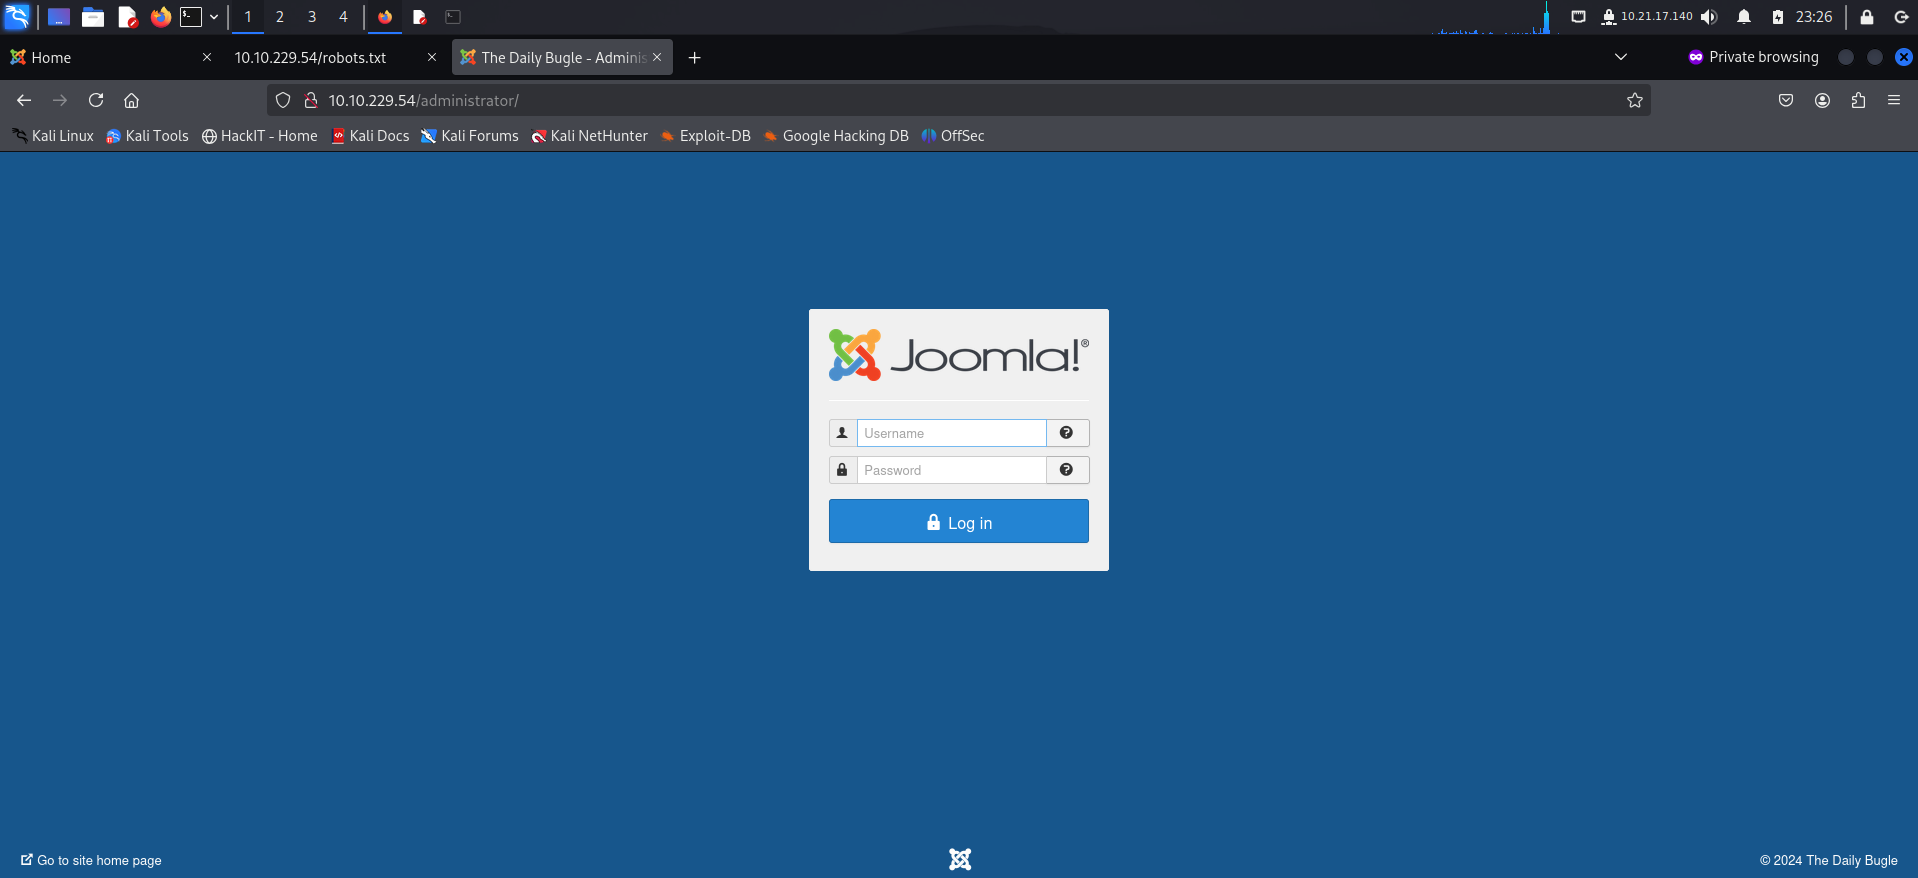 1 2 3 4 10.21.17.140 23:26
Home 10.10.229.54/robots.txt The Daily Bugle - Adminis Private browsing
10.10.229.54/administrator/
Kali Linux Kali Tools HackIT - Home Kali Docs Kali Forums Kali NetHunter Exploit-DB Google Hacking DB OffSec
Joomla!®
Username
Password
Log in
Go to site home page © 2024 The Daily Bugle